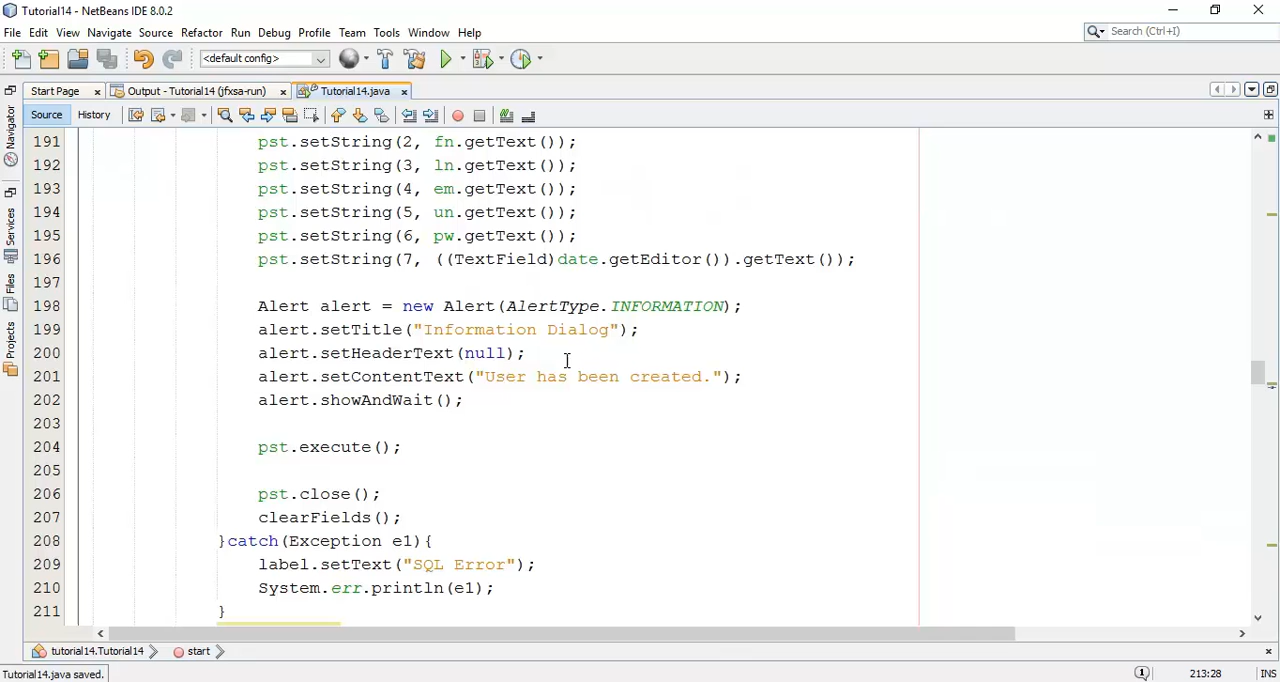 Tutorial14 - NetBeans IDE 8.0.2
File Edit View Navigate Source Refactor Run Debug Profile Team Tools Window Help
Search (Ctrl+I)
<default config>
Start Page Output - Tutorial14 (jfxsa-run) Tutorial14.java
Source History
Navigator
Services
Files
Projects
191 pst.setString(2, fn.getText());
192 pst.setString(3, ln.getText());
193 pst.setString(4, em.getText());
194 pst.setString(5, un.getText());
195 pst.setString(6, pw.getText());
196 pst.setString(7, ((TextField)date.getEditor()).getText());
197
198 Alert alert = new Alert(AlertType.INFORMATION);
199 alert.setTitle("Information Dialog");
200 alert.setHeaderText(null);
201 alert.setContentText("User has been created.");
202 alert.showAndWait();
203
204 pst.execute();
205
206 pst.close();
207 clearFields();
208 }catch(Exception e1){
209 label.setText("SQL Error");
210 System.err.println(e1);
211 }
tutorial14.Tutorial14 start
Tutorial14.java saved. 1 213:28 INS